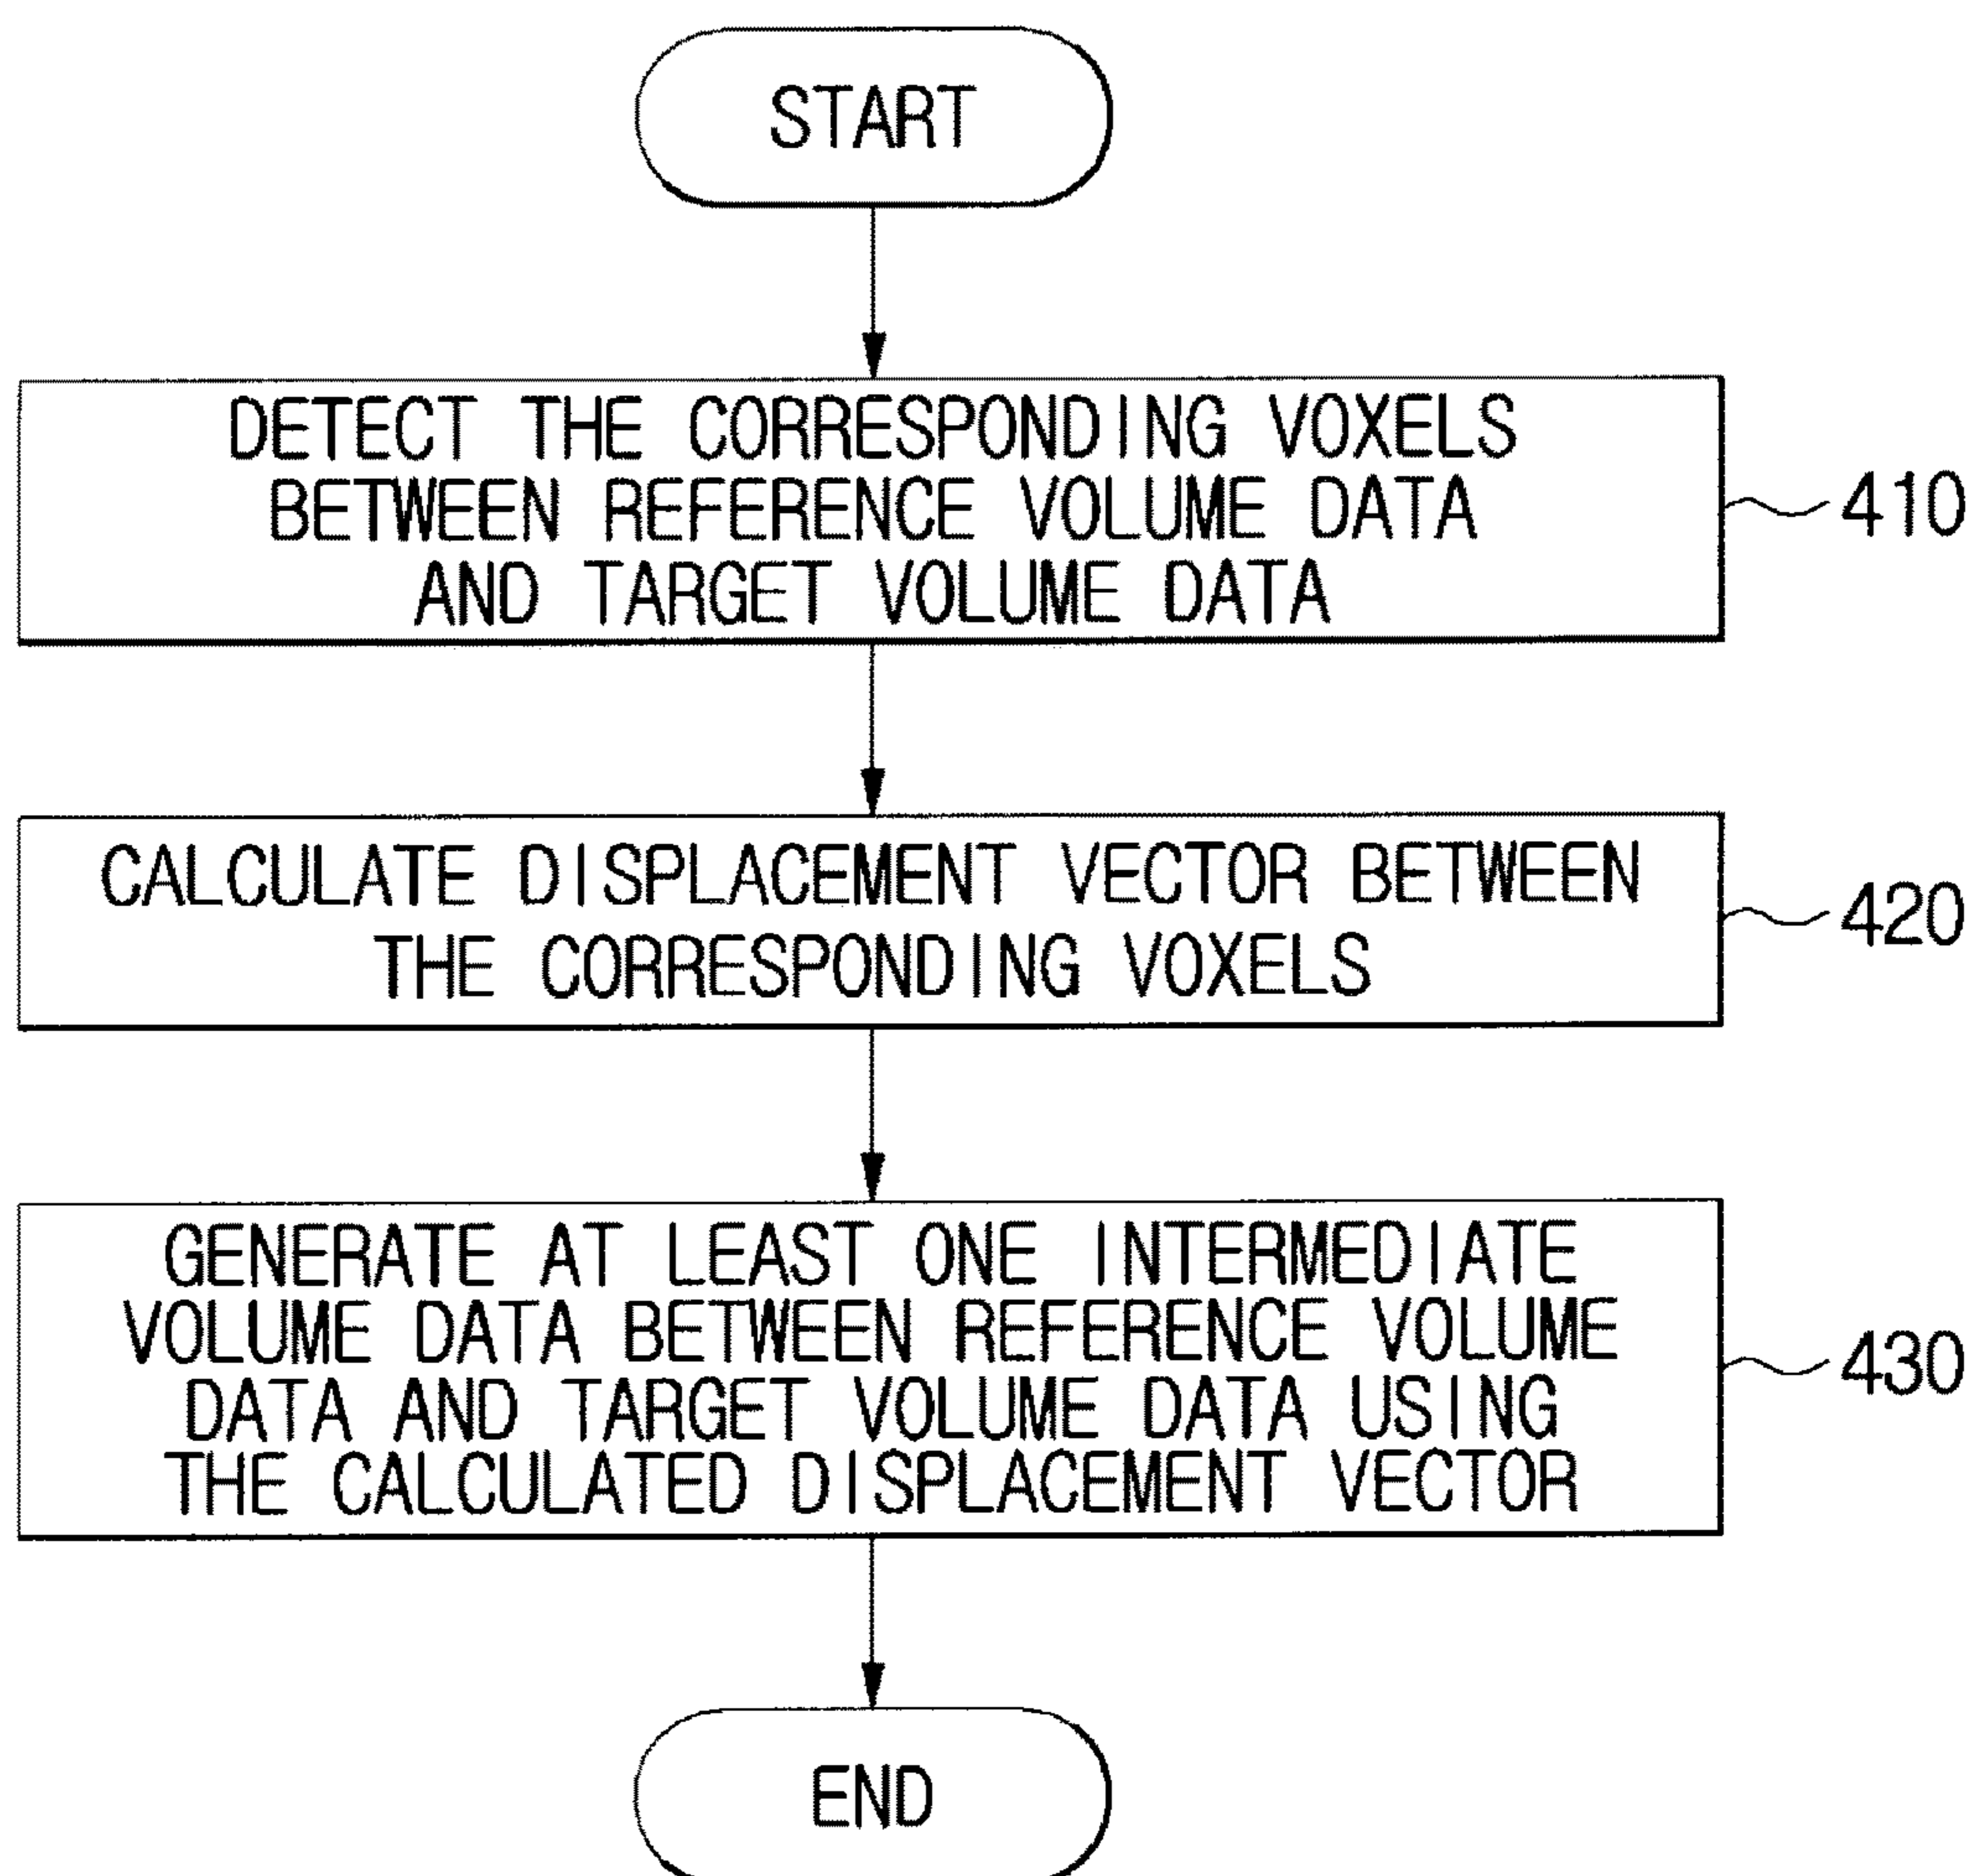 START
DETECT THE CORRESPONDING VOXELS
BETWEEN REFERENCE VOLUME DATA
AND TARGET VOLUME DATA
410
CALCULATE DISPLACEMENT VECTOR BETWEEN
THE CORRESPONDING VOXELS
420
GENERATE AT LEAST ONE INTERMEDIATE
VOLUME DATA BETWEEN REFERENCE VOLUME
DATA AND TARGET VOLUME DATA USING
THE CALCULATED DISPLACEMENT VECTOR
430
END